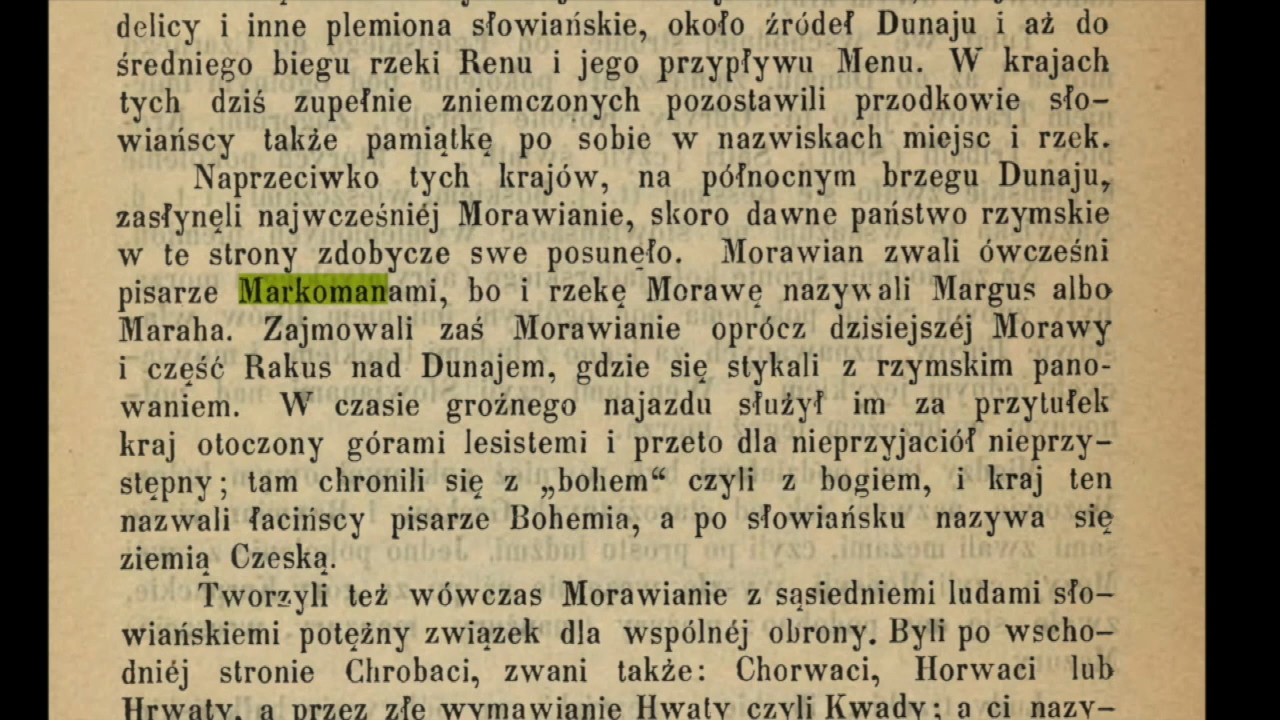 delicy i inne plemiona słowiańskie, około źródeł Dunaju i aż do
średniego biegu rzeki Renu i jego przypływu Menu. W krajach
tych dziś zupełnie zniemczonych pozostawili przodkowie sło-
wiańscy także pamiątkę po sobie w nazwiskach miejsc i rzek.
Naprzeciwko tych krajów, na północnym brzegu Dunaju,
zasłynęli najwcześniéj Morawianie, skoro dawne państwo rzymskie
w te strony zdobycze swe posunęło. Morawian zwali ówcześni
pisarze Markomanami, bo i rzekę Morawę nazywali Margus albo
Maraha. Zajmowali zaś Morawianie oprócz dzisiejszéj Morawy
i część Rakus nad Dunajem, gdzie się stykali z rzymskim pano-
waniem. W czasie groźnego najazdu służył im za przytułek
kraj otoczony górami lesistemi i przeto dla nieprzyjaciół nieprzy-
stępny; tam chronili się z „bohem“ czyli z bogiem, i kraj ten
nazwali łacińscy pisarze Bohemia, a po słowiańsku nazywa się
ziemią Czeską.
Tworzyli też wówczas Morawianie z sąsiedniemi ludami sło-
wiańskiemi potężny związek dla wspólnéj obrony. Byli po wscho-
dniéj stronie Chrobaci, zwani także: Chorwaci, Horwaci lub
Hrwaty, a przez złe wymawianie Hwaty czyli Kwady; a ci nazy-